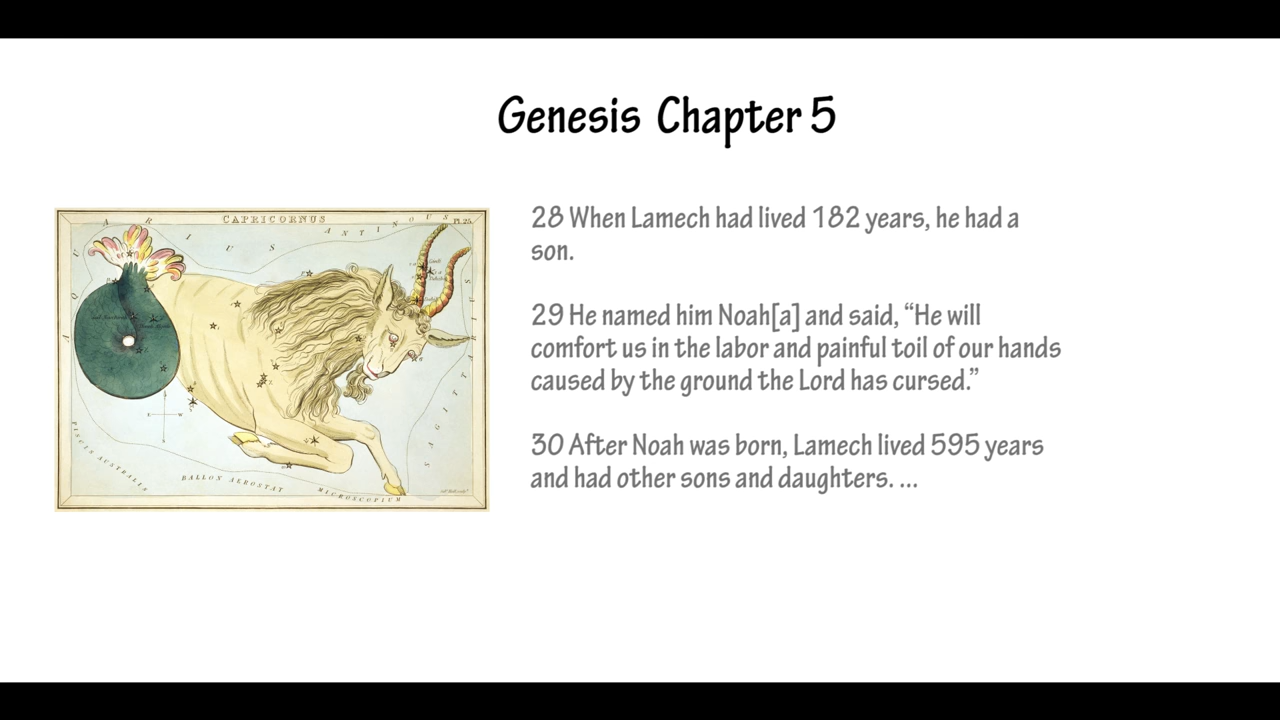 Genesis Chapter 5
CAPRICORNUS
Pl. 25.
A R I U S
ANTINOUS
28 When Lamech had lived 182 years, he had a
son.
29 He named him Noah[a] and said, “He will
comfort us in the labor and painful toil of our hands
caused by the ground the Lord has cursed.”
30 After Noah was born, Lamech lived 595 years
and had other sons and daughters. ...
E W
PISCIS AUSTRALIA
BALLON AEROSTAT
MICROSCOPIUM